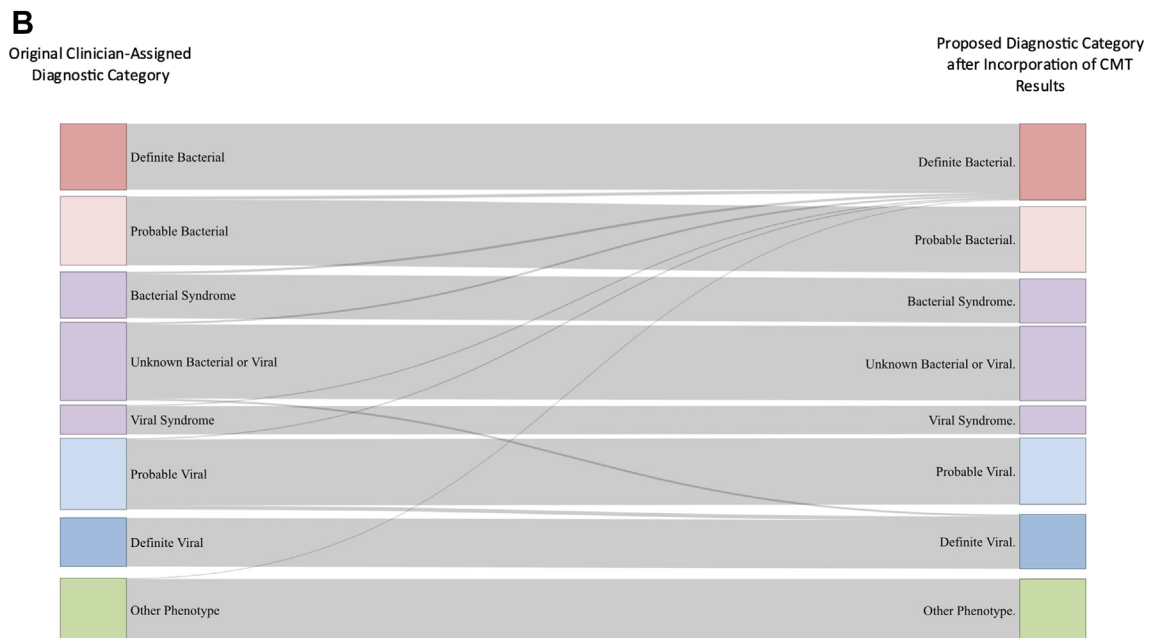 B
Original Clinician-Assigned
Diagnostic Category
Proposed Diagnostic Category
after Incorporation of CMT
Results
Definite Bacterial
Definite Bacterial.
Probable Bacterial
Probable Bacterial.
Bacterial Syndrome
Bacterial Syndrome.
Unknown Bacterial or Viral
Unknown Bacterial or Viral.
Viral Syndrome
Viral Syndrome.
Probable Viral
Probable Viral.
Definite Viral
Definite Viral.
Other Phenotype
Other Phenotype.